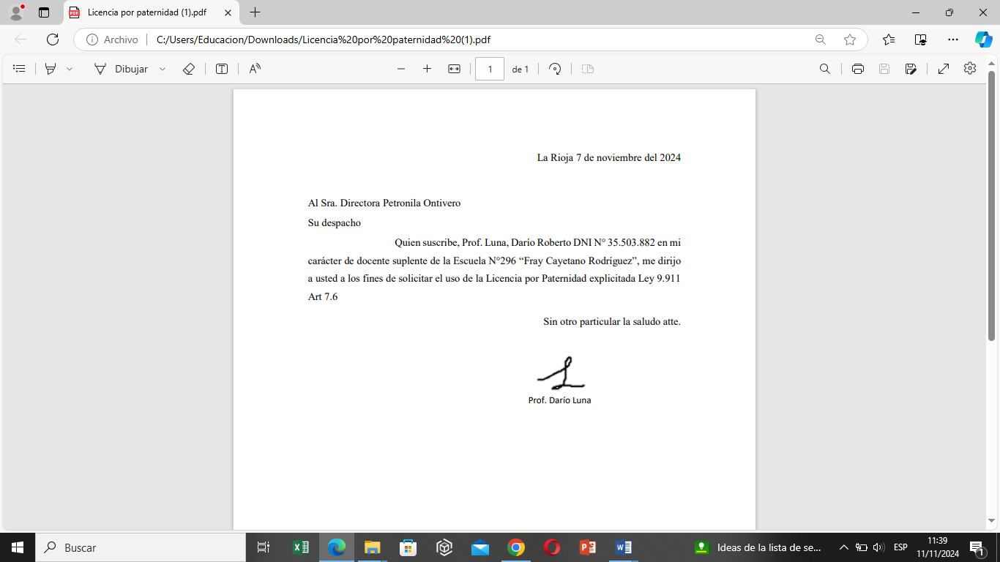 Licencia por paternidad (1).pdf
Archivo
C:/Users/Educacion/Downloads/Licencia%20por%20paternidad%20(1).pdf
Dibujar
1 de 1
La Rioja 7 de noviembre del 2024
Al Sra. Directora Petronila Ontivero
Su despacho
Quien suscribe, Prof. Luna, Darío Roberto DNI N° 35.503.882 en mi
carácter de docente suplente de la Escuela N°296 “Fray Cayetano Rodríguez”, me dirijo
a usted a los fines de solicitar el uso de la Licencia por Paternidad explicitada Ley 9.911
Art 7.6
Sin otro particular la saludo atte.
Prof. Darío Luna
Buscar
Ideas de la lista de se...
ESP
11:39
11/11/2024
1